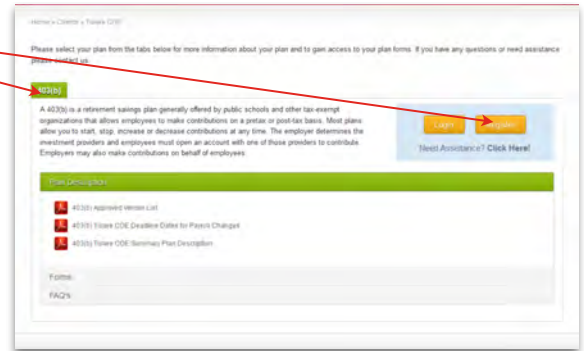 Home » Clients » Tulare COE
Please select your plan from the tabs below for more information about your plan and to gain access to your plan forms. If you have any questions or need assistance
please contact us.
403(b)
A 403(b) is a retirement savings plan generally offered by public schools and other tax-exempt
organizations that allows employees to make contributions on a pretax or post-tax basis. Most plans
allow you to start, stop, increase or decrease contributions at any time. The employer determines the
investment providers and employees must open an account with one of those providers to contribute.
Employers may also make contributions on behalf of employees.
Login Register
Need Assistance? Click Here!
Plan Description
403(b) Approved Vendor List
403(b) Tulare COE Deadline Dates for Payroll Changes
403(b) Tulare COE Summary Plan Description
Forms
FAQ's